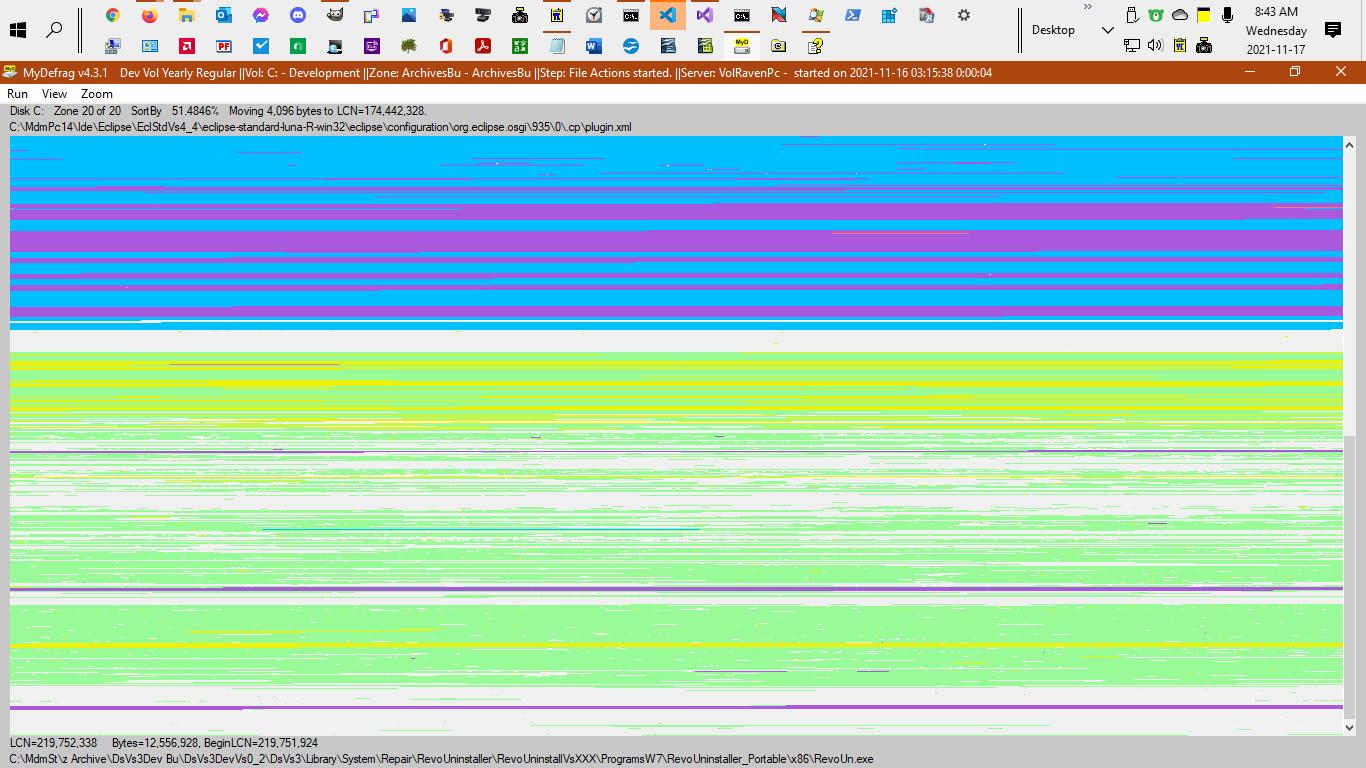 8:43 AM
Desktop
Wednesday
2021-11-17
MyDefrag v4.3.1 Dev Vol Yearly Regular ||Vol: C: - Development ||Zone: ArchivesBu - ArchivesBu ||Step: File Actions started. ||Server: VolRavenPc - started on 2021-11-16 03:15:38 0:00:04
Run View Zoom
Disk C: Zone 20 of 20 SortBy 51.4846% Moving 4,096 bytes to LCN=174,442,328.
C:\MdmPc14\Ide\Eclipse\EclStdVs4_4\eclipse-standard-luna-R-win32\eclipse\configuration\org.eclipse.osgi\935\0\.cp\plugin.xml
LCN=219,752,338 Bytes=12,556,928, BeginLCN=219,751,924
C:\MdmSt\z Archive\DsVs3Dev Bu\DsVs3DevVs0_2\DsVs3\Library\System\Repair\RevoUninstaller\RevoUninstallVsXXX\ProgramsW7\RevoUninstaller_Portable\x86\RevoUn.exe